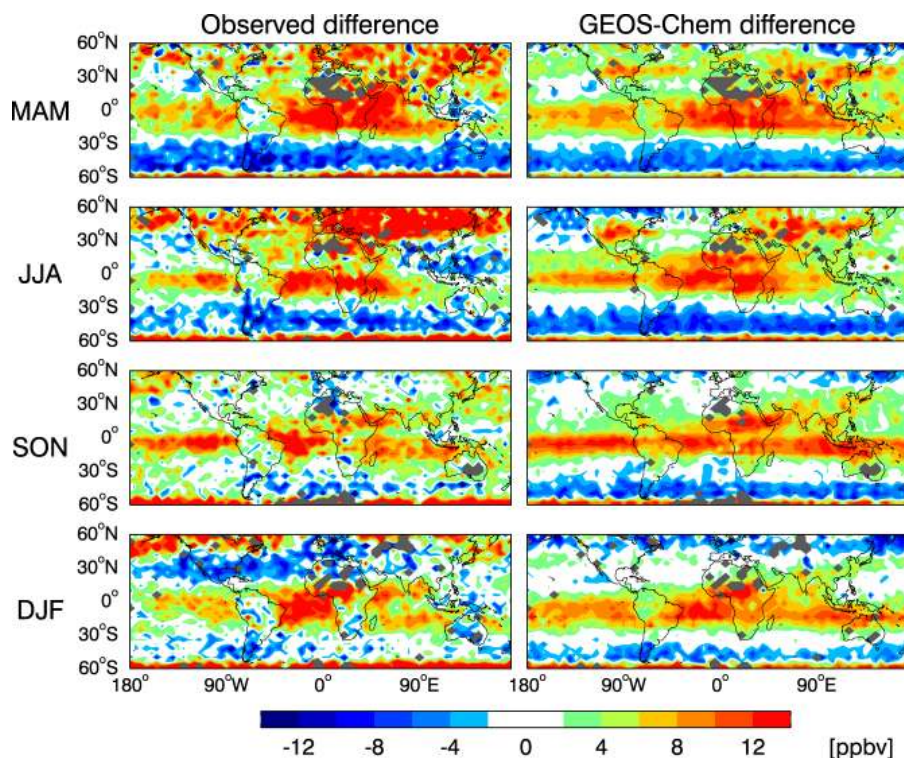 Observed difference GEOS-Chem difference
60°N
30°N
MAM 0°
30°S
60°S
60°N
30°N
JJA 0°
30°S
60°S
60°N
30°N
SON 0°
30°S
60°S
60°N
30°N
DJF 0°
30°S
60°S
180° 90°W 0° 90°E 180° 90°W 0° 90°E
-12 -8 -4 0 4 8 12 [ppbv]